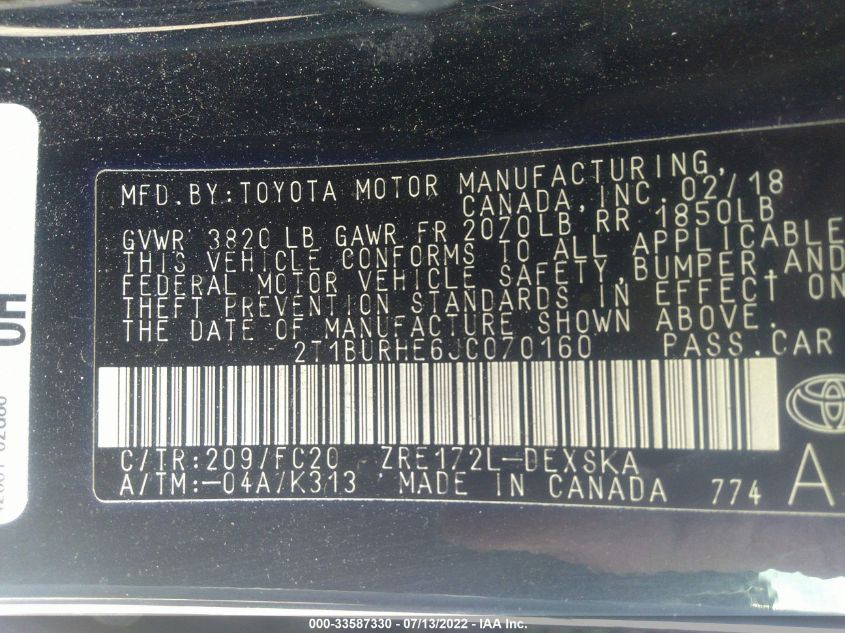 MFD.BY:TOYOTA MOTOR MANUFACTURING,
CANADA, INC. 02/18
GVWR 3820 LB GAWR FR 2070LB RR 1850LB
THIS VEHICLE CONFORMS TO ALL APPLICABLE
FEDERAL MOTOR VEHICLE SAFETY, BUMPER, AND
THEFT PREVENTION STANDARDS IN EFFECT ON
THE DATE OF MANUFACTURE SHOWN ABOVE.
2T1BURHE6JC070160 PASS.CAR
C/TR:209/FC20 ZRE172L-DEXSKA
A/TM:-04A/K313 MADE IN CANADA 774 A
000-33587330 - 07/13/2022 - IAA Inc.